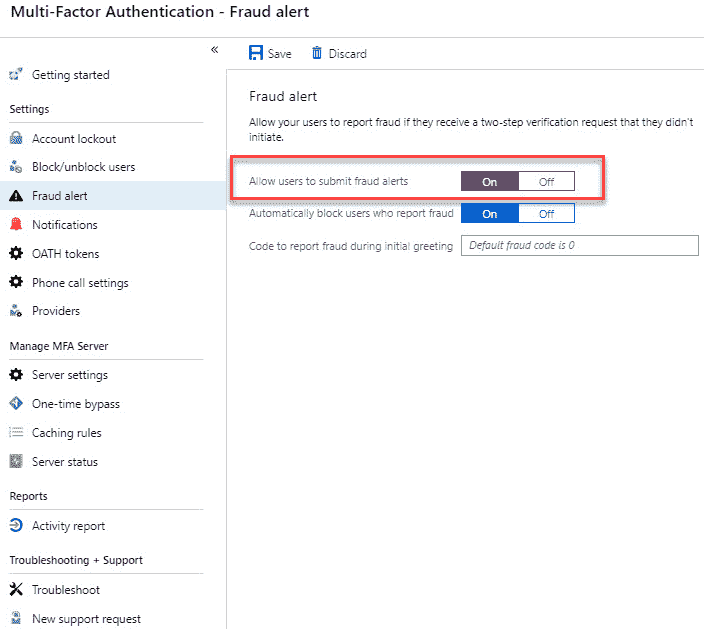 Multi-Factor Authentication - Fraud alert
«
Save
Discard
Getting started
Settings
Account lockout
Block/unblock users
Fraud alert
Notifications
OATH tokens
Phone call settings
Providers
Manage MFA Server
Server settings
One-time bypass
Caching rules
Server status
Reports
Activity report
Troubleshooting + Support
Troubleshoot
New support request
Fraud alert
Allow your users to report fraud if they receive a two-step verification request that they didn't
initiate.
Allow users to submit fraud alerts On Off
Automatically block users who report fraud On Off
Code to report fraud during initial greeting Default fraud code is 0